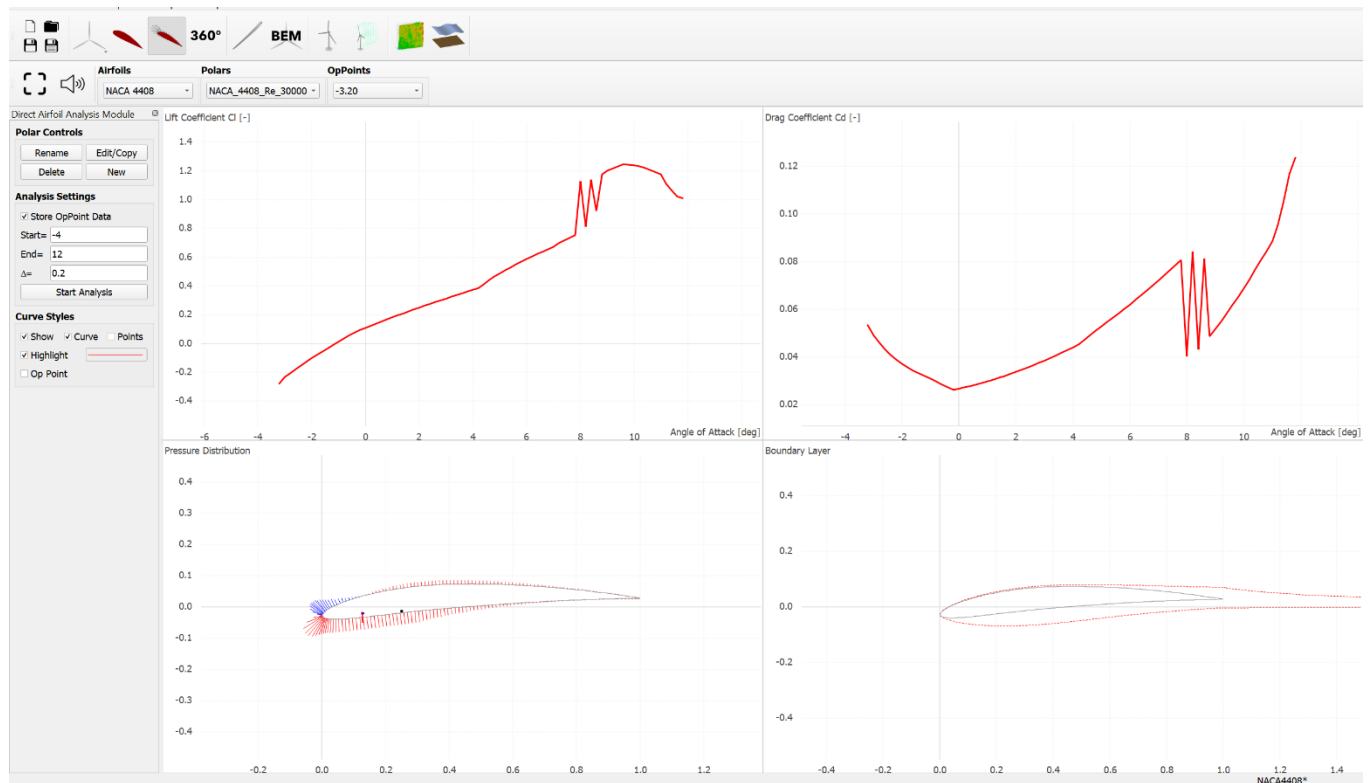 360°
BEM
Airfoils Polars OpPoints
NACA 4408 NACA_4408_Re_30000 -3.20
Direct Airfoil Analysis Module
Polar Controls
Rename Edit/Copy
Delete New
Analysis Settings
Store OpPoint Data
Start= -4
End= 12
Δ= 0.2
Start Analysis
Curve Styles
Show Curve Points
Highlight
Op Point
Lift Coefficient Cl [-]
1.4
1.2
1.0
0.8
0.6
0.4
0.2
0.0
-0.2
-0.4
-6 -4 -2 0 2 4 6 8 10
Angle of Attack [deg]
Drag Coefficient Cd [-]
0.12
0.10
0.08
0.06
0.04
0.02
-4 -2 0 2 4 6 8 10
Angle of Attack [deg]
Pressure Distribution
0.4
0.3
0.2
0.1
0.0
-0.1
-0.2
-0.3
-0.4
-0.2 0.0 0.2 0.4 0.6 0.8 1.0 1.2
Boundary Layer
0.4
0.2
0.0
-0.2
-0.4
-0.4 -0.2 0.0 0.2 0.4 0.6 0.8 1.0 1.2 1.4
NACA4408*